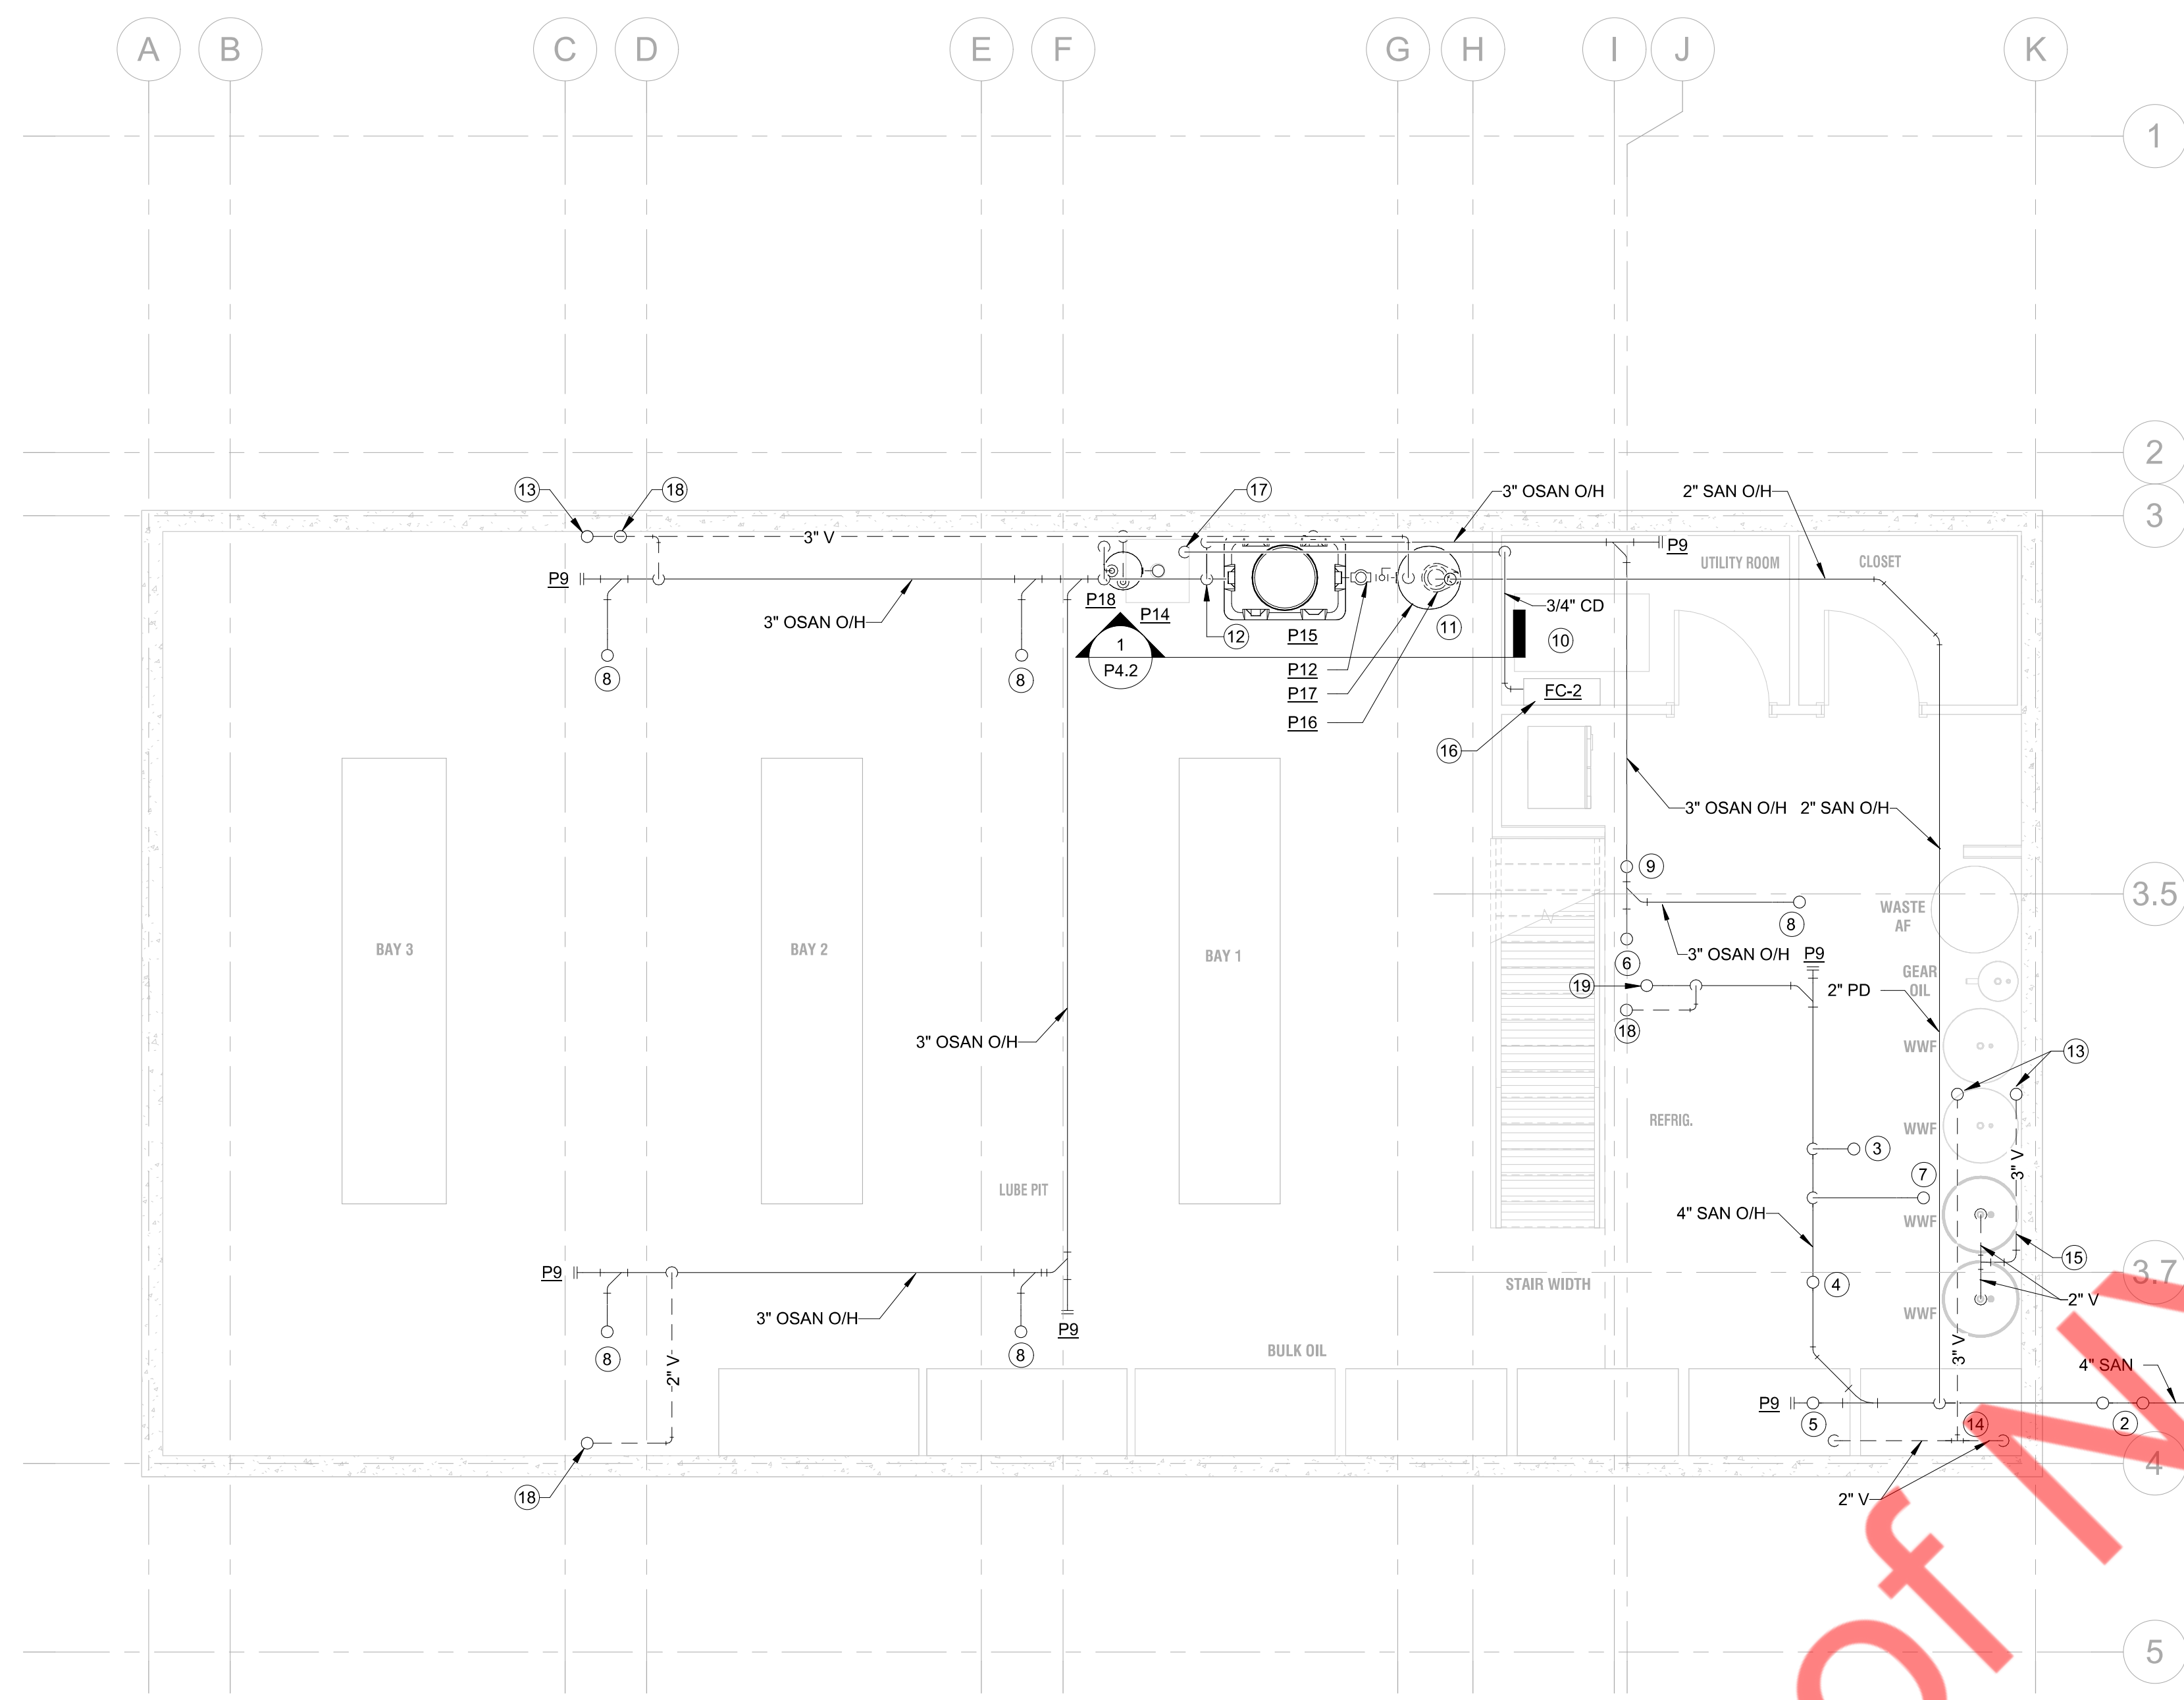 A
B
C
D
E
F
G
H
I
J
K
1
2
3
13
18
17
3" OSAN O/H
2" SAN O/H
3" V
P9
P9
UTILITY ROOM
CLOSET
P18
P14
3" OSAN O/H
12
P15
11
10
3/4" CD
1
P4.2
8
8
P12
P17
P16
FC-2
16
3" OSAN O/H
2" SAN O/H
9
3.5
WASTE
AF
8
BAY 3
BAY 2
BAY 1
3" OSAN O/H
P9
6
19
GEAR
OIL
2" PD
18
3" OSAN O/H
WWF
13
REFRIG.
WWF
3
3" V
7
LUBE PIT
4" SAN O/H
WWF
15
P9
STAIR WIDTH
4
3.7
2" V
3" OSAN O/H
P9
WWF
8
8
BULK OIL
3" V
2" V
4" SAN
P9
5
14
2
4
18
2" V
5
of N